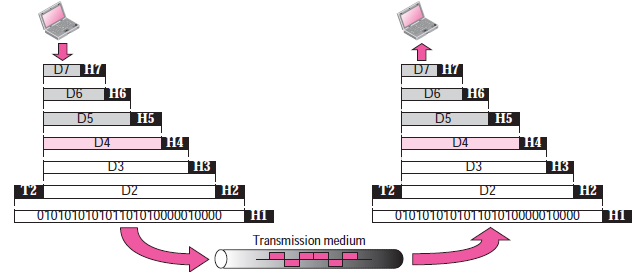 D7 H7 D7 H7
D6 H6 D6 H6
D5 H5 D5 H5
D4 H4 D4 H4
D3 H3 D3 H3
T2 D2 H2 T2 D2 H2
010101010101101010000010000 H1 010101010101101010000010000 H1
Transmission medium